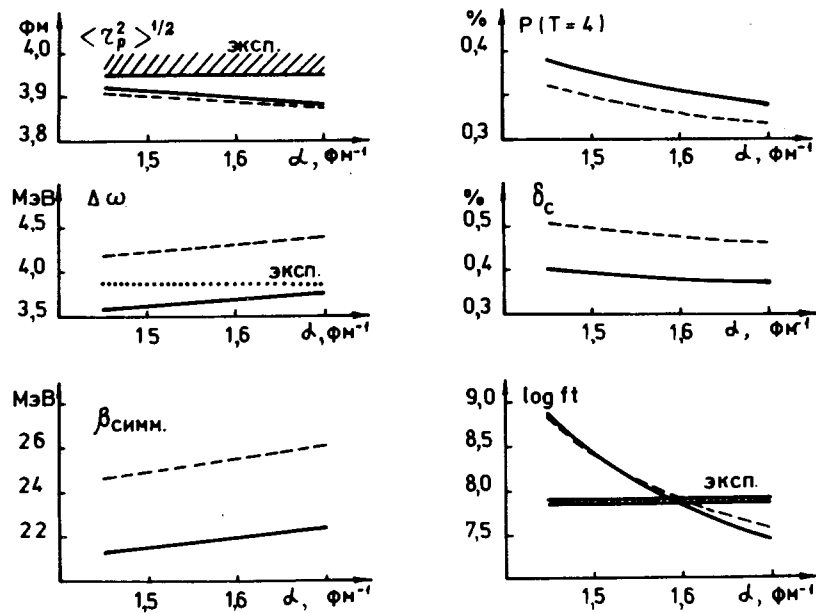 фм
<τ²ₚ>¹/²
эксп.
4,0
3,9
3,8
1,5
1,6
α, фм⁻¹
%
P(T=4)
0,4
0,3
1,5
1,6
α, фм⁻¹
МэВ
Δω
4,5
4,0
эксп.
3,5
1,5
1,6
α, фм⁻¹
%
δc
0,5
0,4
0,3
1,5
1,6
α, фм⁻¹
МэВ
βсимм.
26
24
22
1,5
1,6
α, фм⁻¹
log ft
9,0
8,5
8,0
эксп.
7,5
1,5
1,6
α, фм⁻¹